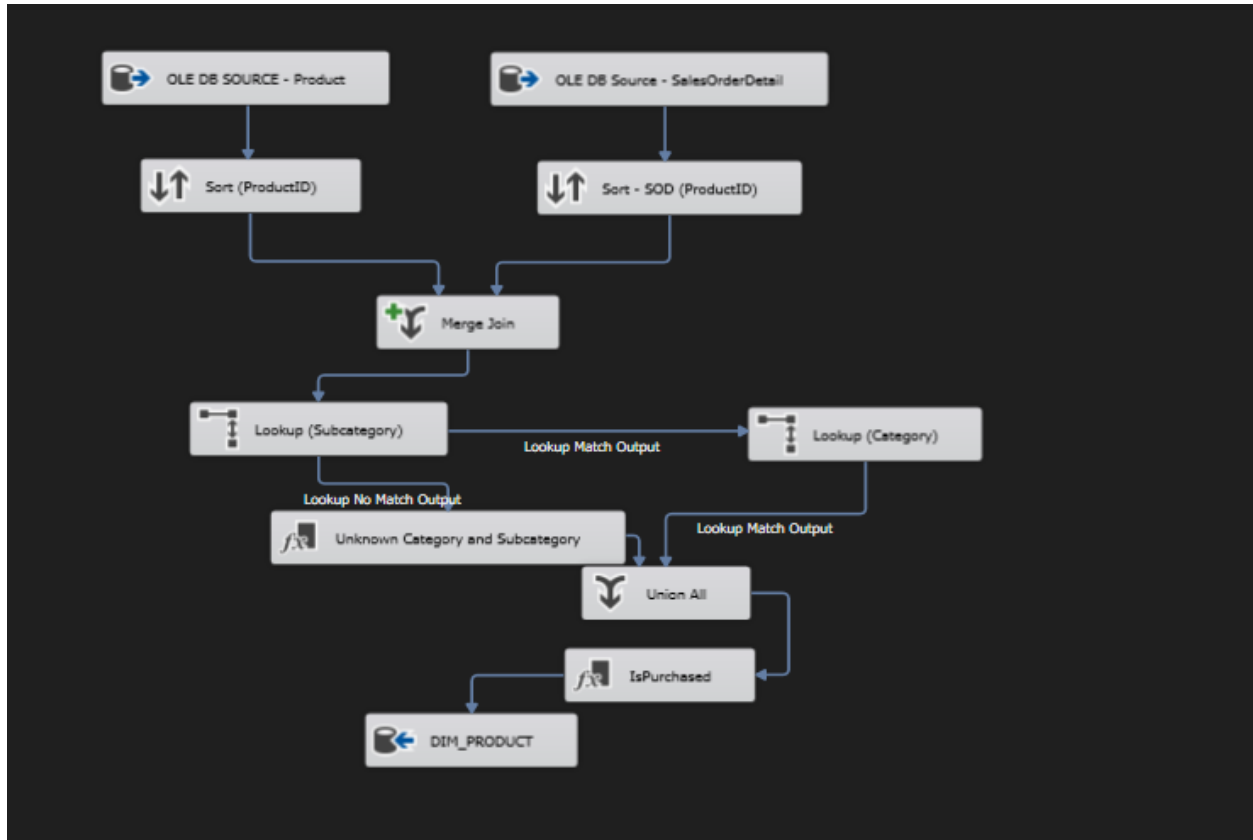 OLE DB SOURCE - Product
OLE DB Source - SalesOrderDetail
Sort (ProductID)
Sort - SOD (ProductID)
Merge Join
Lookup (Subcategory)
Lookup Match Output
Lookup (Category)
Lookup No Match Output
Lookup Match Output
Unknown Category and Subcategory
Union All
IsPurchased
DIM_PRODUCT